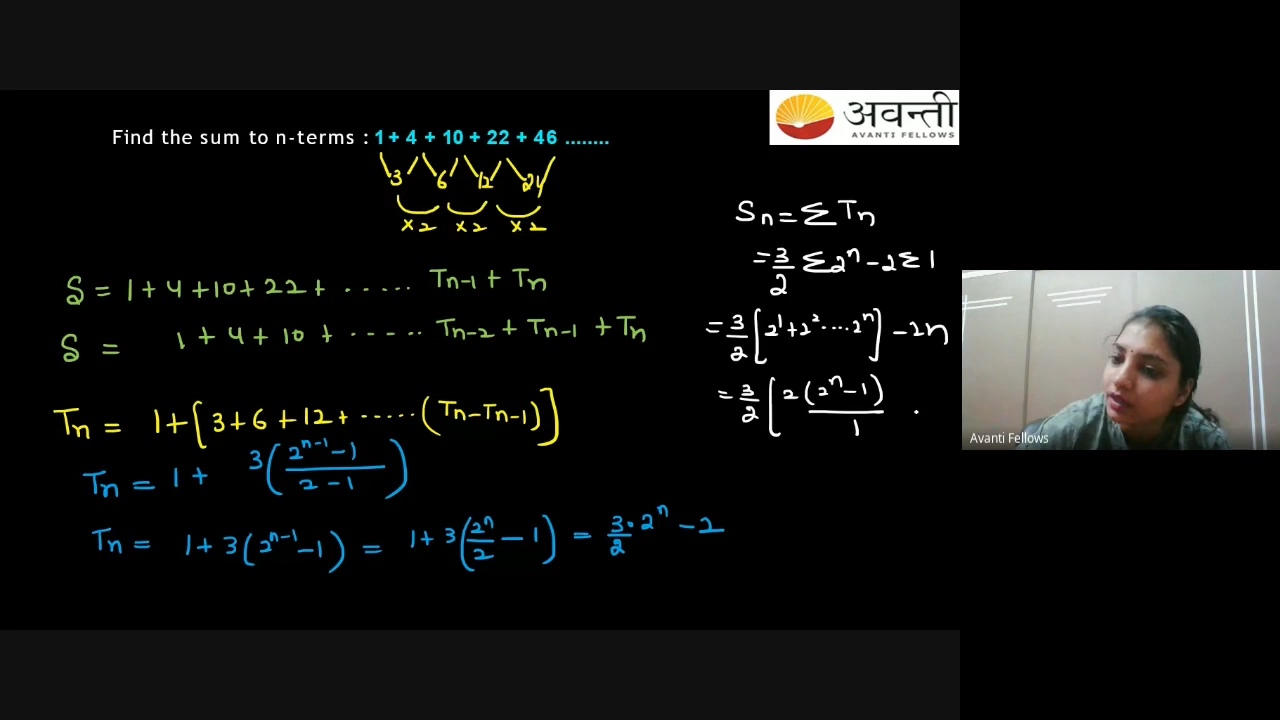 Find the sum to n-terms : 1 + 4 + 10 + 22 + 46 ........
अवन्ती
AVANTI FELLOWS
3 6 12 24
×2 ×2 ×2
S = 1 + 4 + 10 + 22 + ..... Tn-1 + Tn
S = 1 + 4 + 10 + ..... Tn-2 + Tn-1 + Tn
Tn = 1 + [3 + 6 + 12 + ...... (Tn - Tn-1)]
Tn = 1 + 3(2^(n-1) - 1 / 2 - 1)
Tn = 1 + 3(2^(n-1) - 1) = 1 + 3(2^n/2 - 1) = 3/2 · 2^n - 2
Sn = Σ Tn
= 3/2 Σ 2^n - 2 Σ 1
= 3/2 [2^1 + 2^2 .... 2^n] - 2n
= 3/2 [2(2^n - 1) / 1
Avanti Fellows